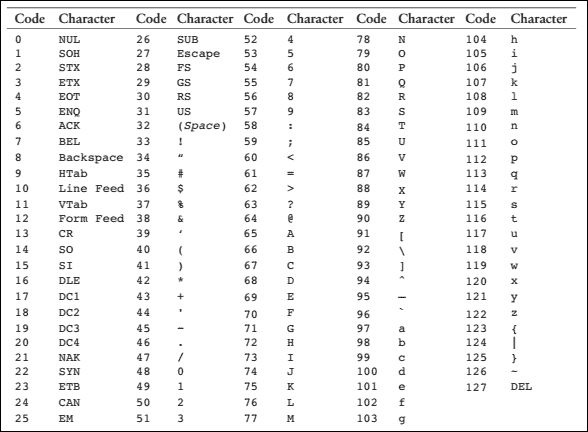 Code Character Code Character Code Character Code Character Code Character
0 NUL 26 SUB 52 4 78 N 104 h
1 SOH 27 Escape 53 5 79 O 105 i
2 STX 28 FS 54 6 80 P 106 j
3 ETX 29 GS 55 7 81 Q 107 k
4 EOT 30 RS 56 8 82 R 108 l
5 ENQ 31 US 57 9 83 S 109 m
6 ACK 32 (Space) 58 : 84 T 110 n
7 BEL 33 ! 59 ; 85 U 111 o
8 Backspace 34 “ 60 < 86 V 112 p
9 HTab 35 # 61 = 87 W 113 q
10 Line Feed 36 $ 62 > 88 X 114 r
11 VTab 37 % 63 ? 89 Y 115 s
12 Form Feed 38 & 64 @ 90 Z 116 t
13 CR 39 ‘ 65 A 91 [ 117 u
14 SO 40 ( 66 B 92 \ 118 v
15 SI 41 ) 67 C 93 ] 119 w
16 DLE 42 * 68 D 94 ^ 120 x
17 DC1 43 + 69 E 95 — 121 y
18 DC2 44 ' 70 F 96 ` 122 z
19 DC3 45 - 71 G 97 a 123 {
20 DC4 46 . 72 H 98 b 124 |
21 NAK 47 / 73 I 99 c 125 }
22 SYN 48 0 74 J 100 d 126 ~
23 ETB 49 1 75 K 101 e 127 DEL
24 CAN 50 2 76 L 102 f
25 EM 51 3 77 M 103 g